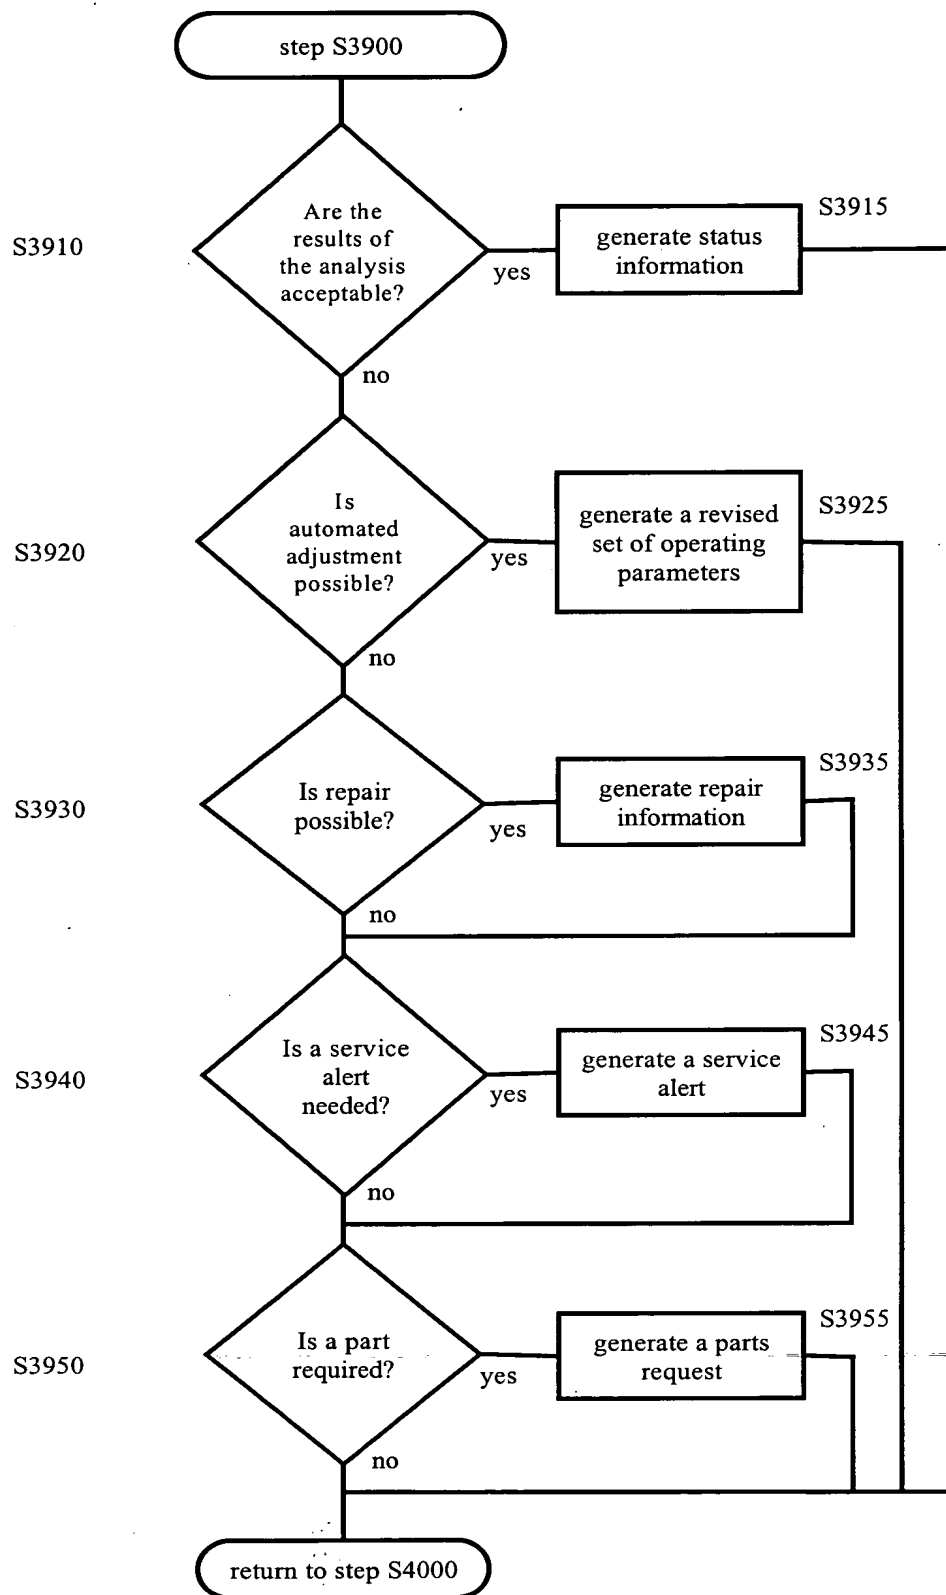 step S3900
S3910
Are the
results of
the analysis
acceptable?
yes
generate status
information
S3915
no
S3920
Is
automated
adjustment
possible?
yes
generate a revised
set of operating
parameters
S3925
no
S3930
Is repair
possible?
yes
generate repair
information
S3935
no
S3940
Is a service
alert
needed?
yes
generate a service
alert
S3945
no
S3950
Is a part
required?
yes
generate a parts
request
S3955
no
return to step S4000